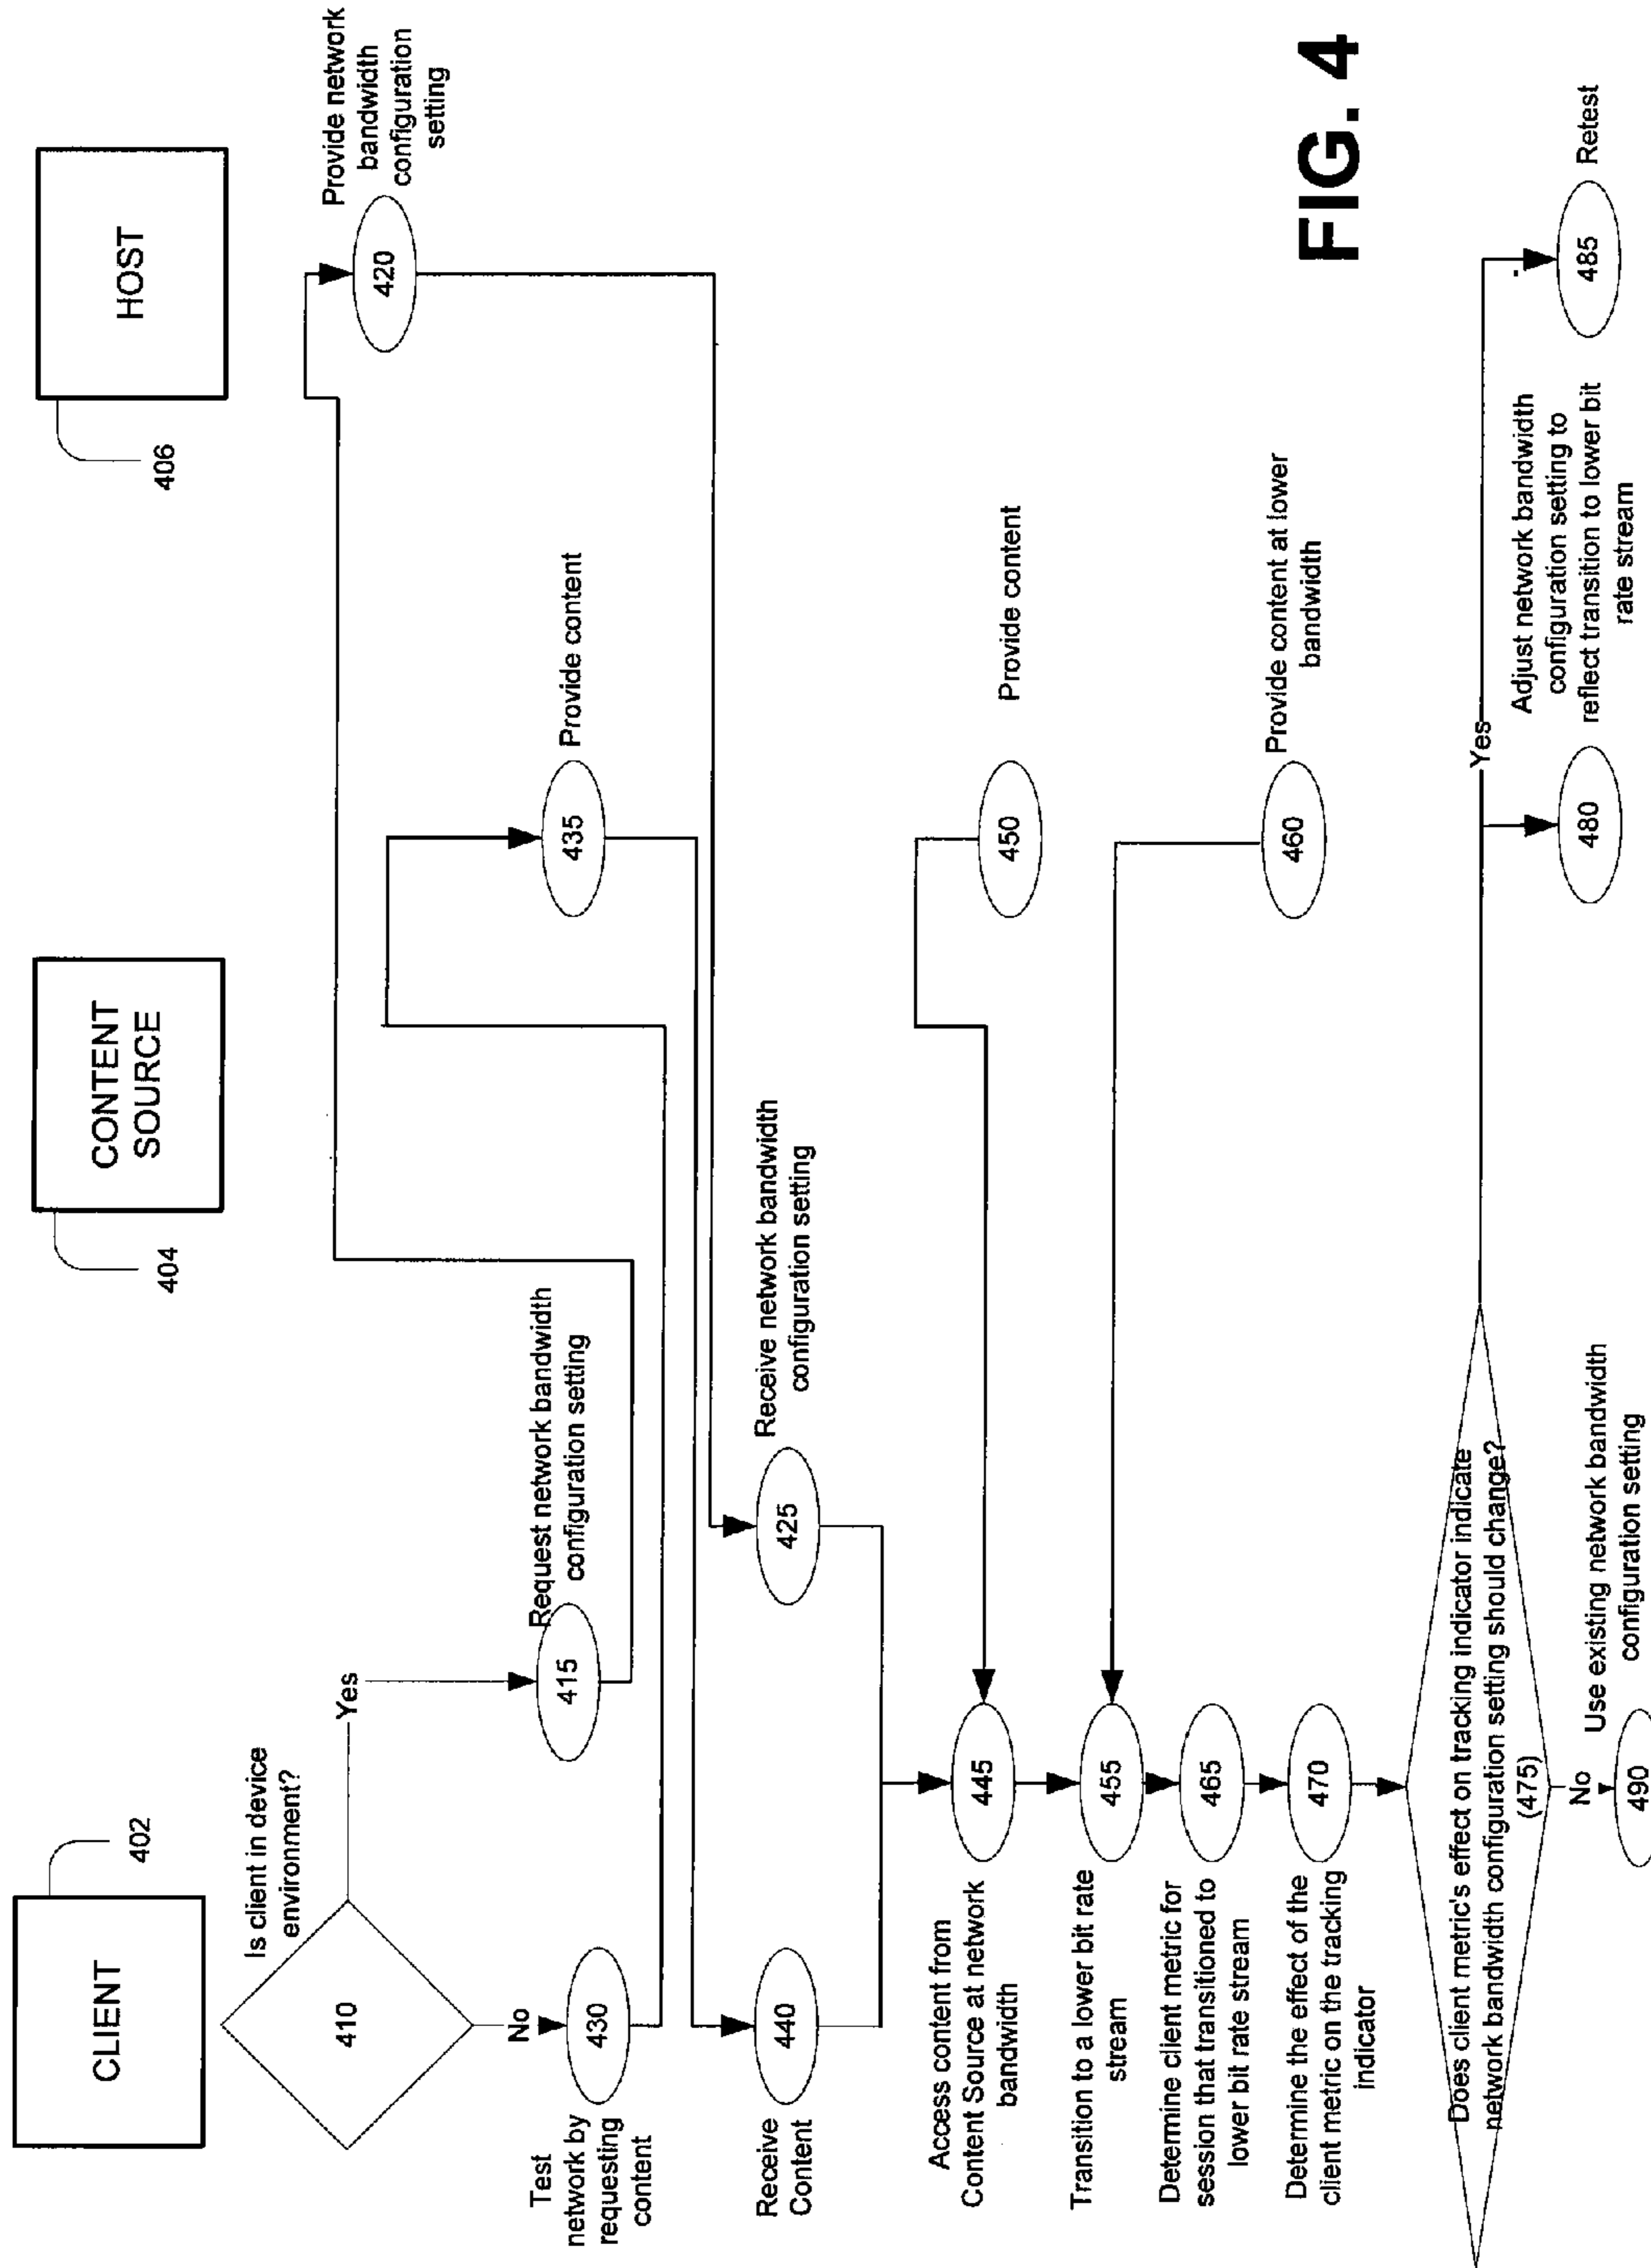 CLIENT
402
CONTENT
SOURCE
404
HOST
406
Is client in device
environment?
410
Yes
No
Request network bandwidth
configuration setting
415
Provide network
bandwidth
configuration
setting
420
Test
network by
requesting
content
430
Provide content
435
Receive
Content
440
Receive network bandwidth
configuration setting
425
Access content from
Content Source at network
bandwidth
445
Provide content
450
Transition to a lower bit rate
stream
455
Provide content at lower
bandwidth
460
Determine client metric for
session that transitioned to
lower bit rate stream
465
Determine the effect of the
client metric on the tracking
indicator
470
Does client metric's effect on tracking indicator indicate
network bandwidth configuration setting should change?
(475)
Yes
No
Adjust network bandwidth
configuration setting to
reflect transition to lower bit
rate stream
480
Retest
485
Use existing network bandwidth
configuration setting
490
FIG. 4